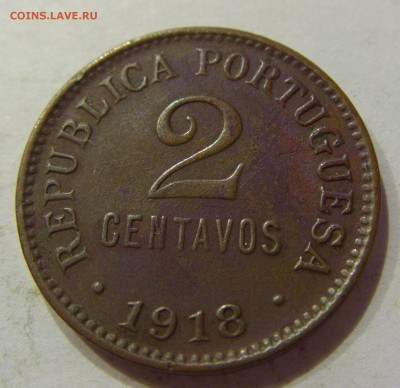 COINS.LAVE.RU
REPUBLICA PORTUGUESA
2
CENTAVOS
• 1918 •